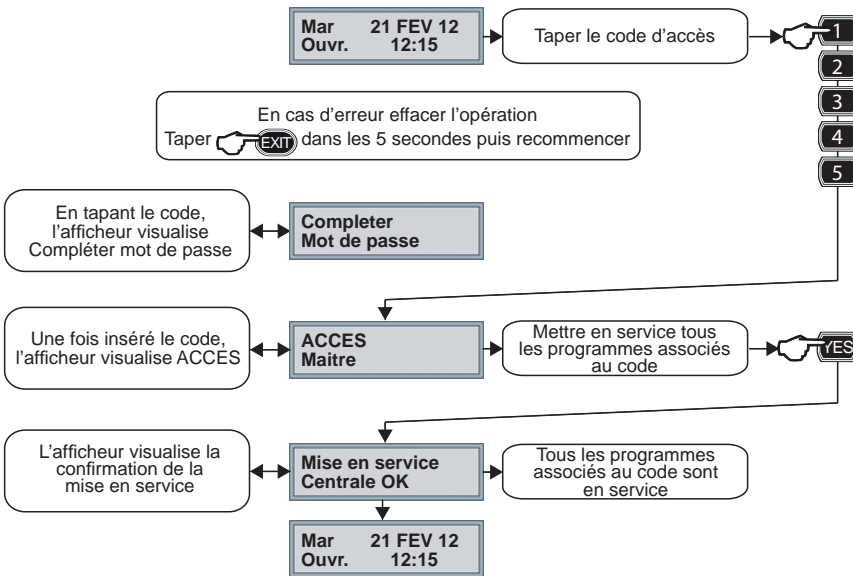 Mar 21 FEV 12
Ouvr. 12:15
Taper le code d'accès
1
2
3
4
5
En cas d'erreur effacer l'opération
Taper EXIT dans les 5 secondes puis recommencer
En tapant le code,
l'afficheur visualise
Compléter mot de passe
Completer
Mot de passe
Une fois inséré le code,
l'afficheur visualise ACCES
ACCES
Maitre
Mettre en service tous
les programmes associés
au code
YES
L'afficheur visualise la
confirmation de la
mise en service
Mise en service
Centrale OK
Tous les programmes
associés au code sont
en service
Mar 21 FEV 12
Ouvr. 12:15